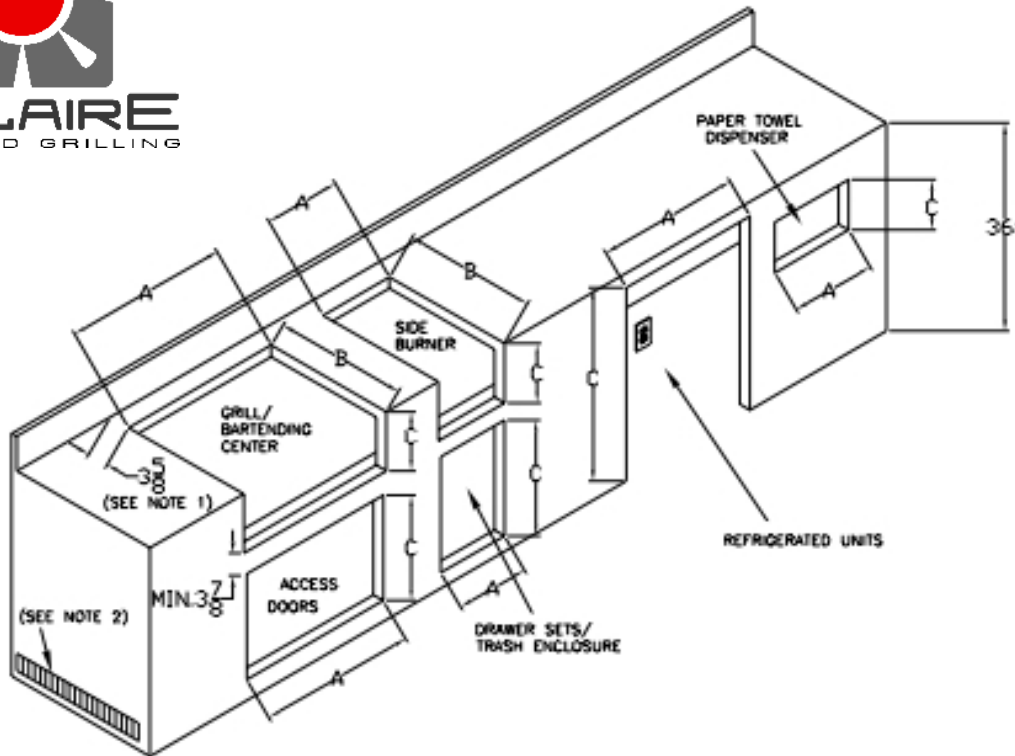 LAIRE
D GRILLING
PAPER TOWEL
DISPENSER
A
A
C
36
A
A
B
SIDE
BURNER
B
C
C
GRILL/
BARTENDING
CENTER
C
C
3 5/8
(SEE NOTE 1)
C
REFRIGERATED UNITS
ACCESS
DOORS
MIN. 3 7/8
A
(SEE NOTE 2)
DRAWER SETS/
TRASH ENCLOSURE
A